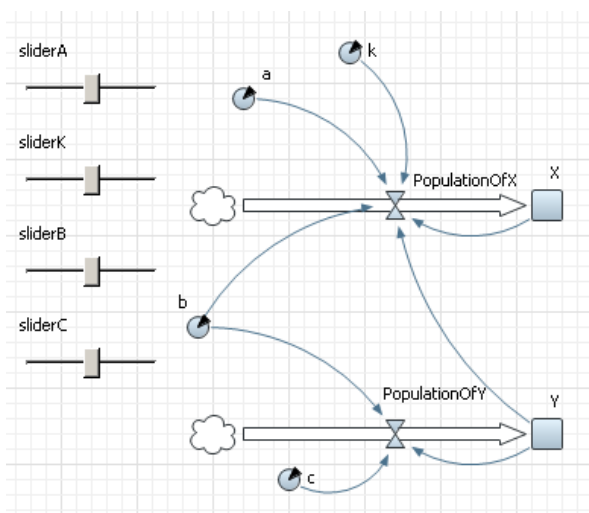 sliderA
k
a
sliderK
PopulationOfX
X
sliderB
b
sliderC
PopulationOfY
Y
c